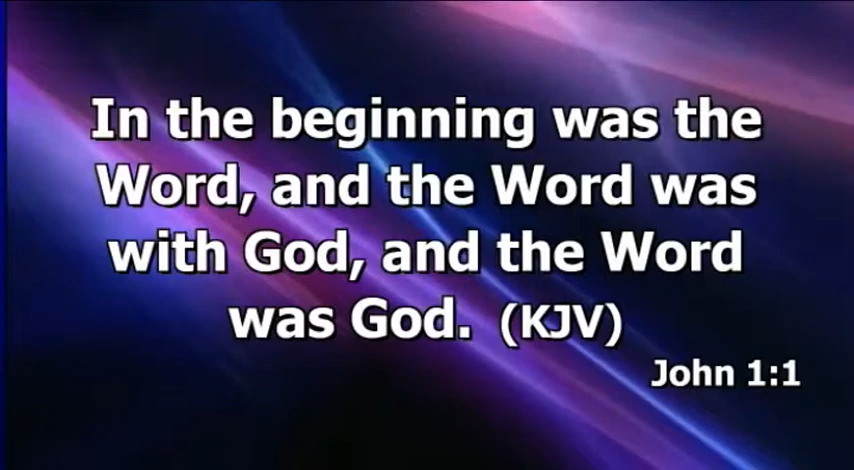 In the beginning was the
Word, and the Word was
with God, and the Word
was God. (KJV)
John 1:1